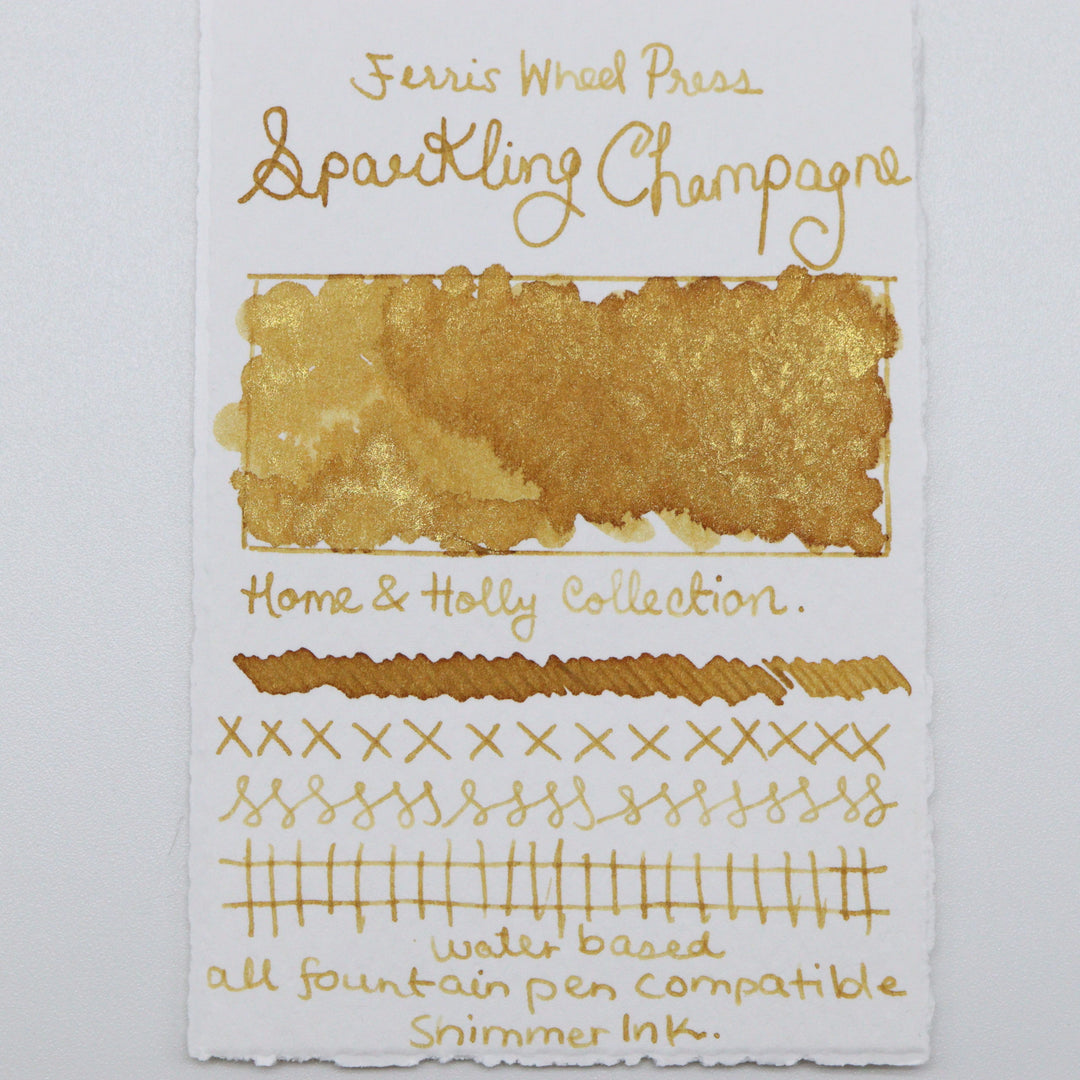 Ferris Wheel Press
Sparkling Champagne
Home & Holly Collection.
x x x x x x x x x x x x x
water based
all fountain pen compatible
Shimmer Ink.